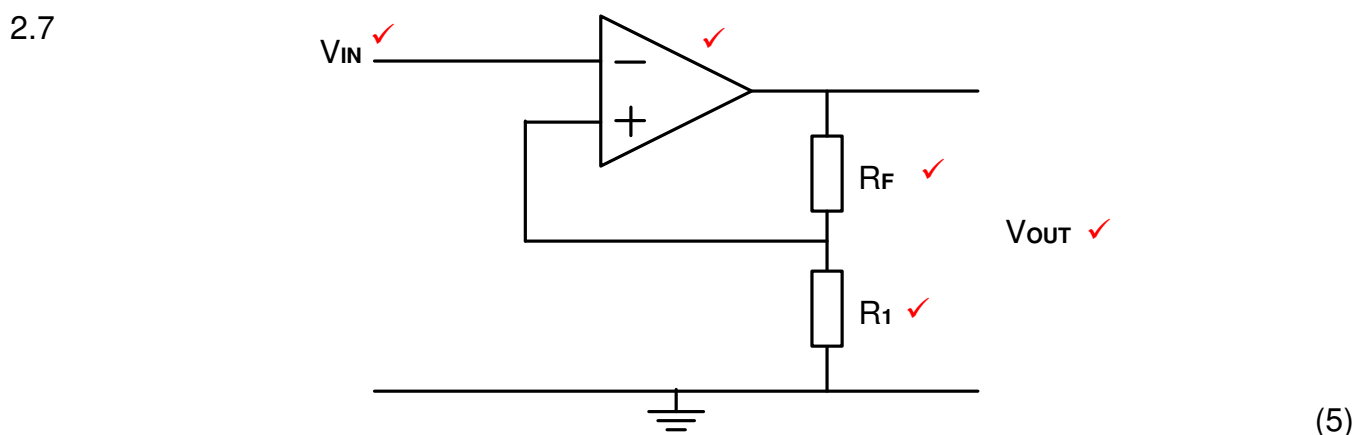 2.7
VIN ✓
✓
−
+
RF ✓
VOUT ✓
R1 ✓
(5)